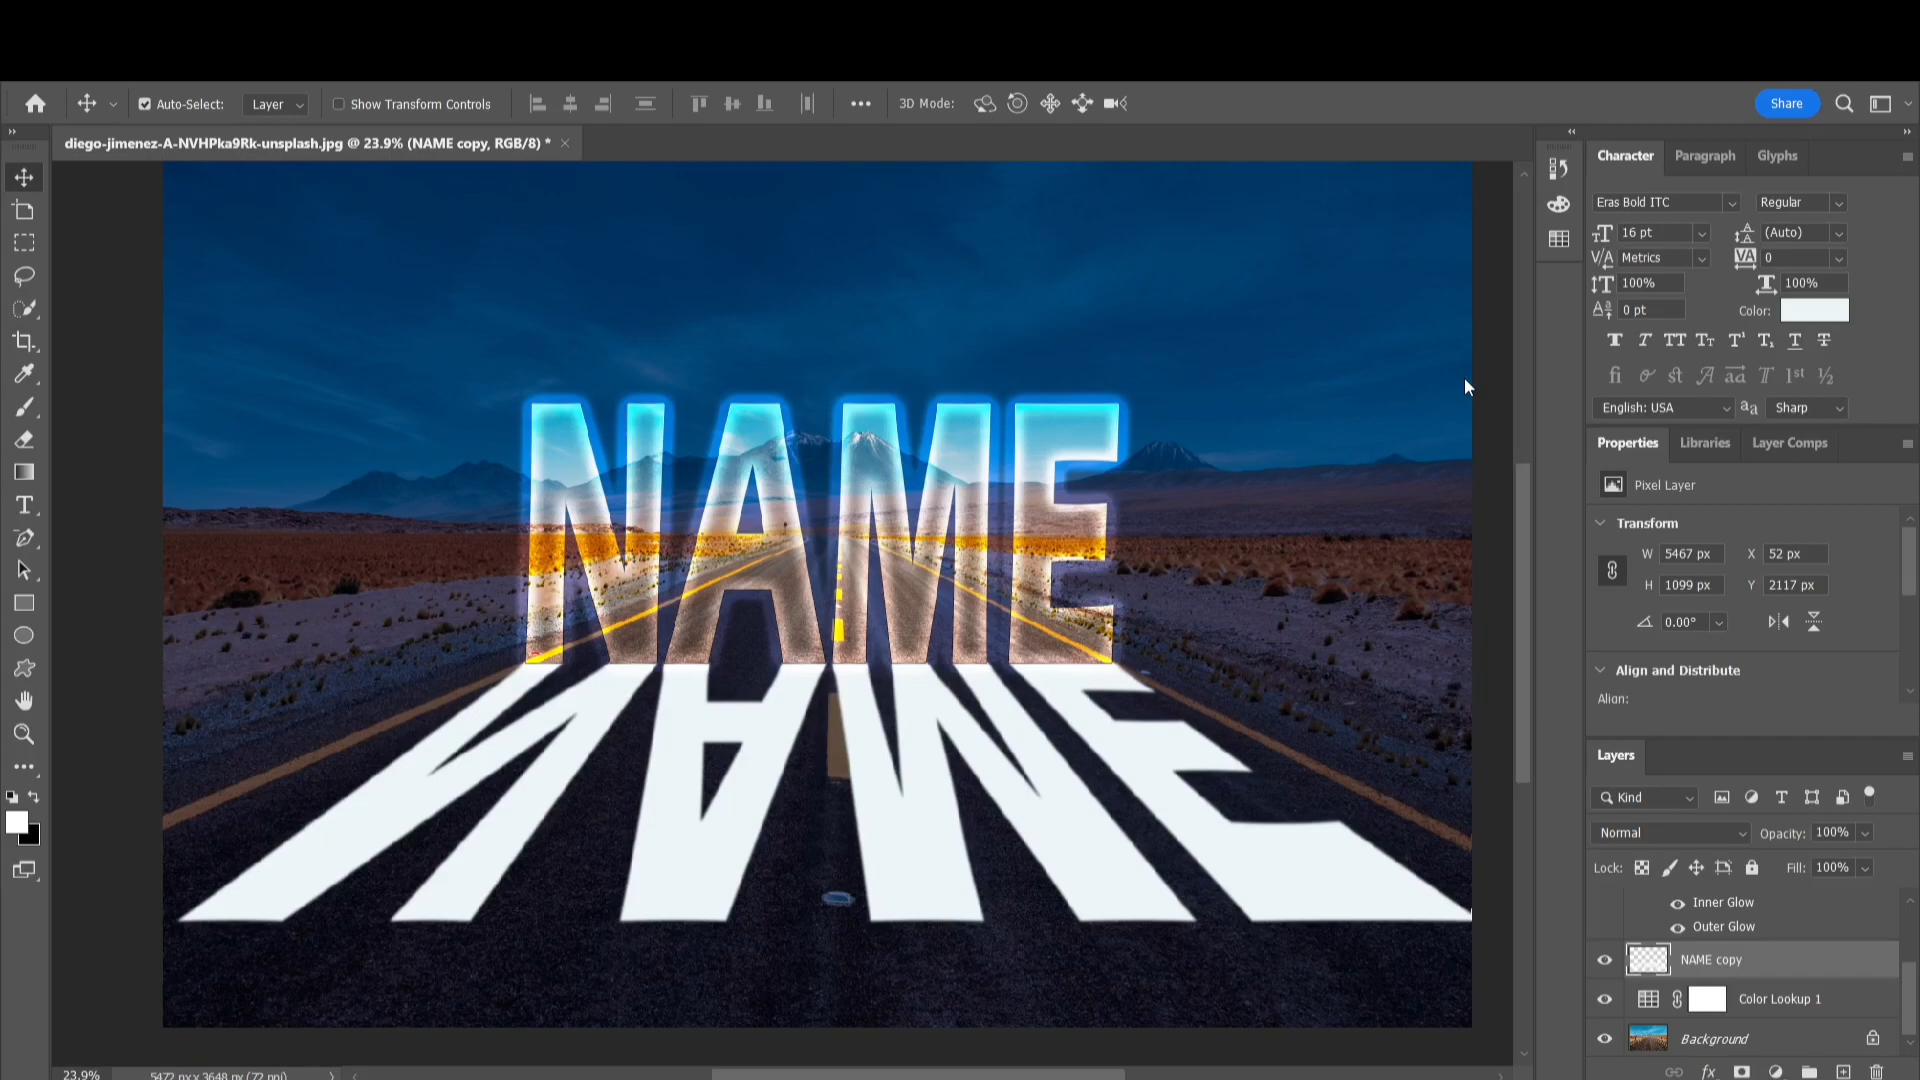 Auto-Select:
Layer
Show Transform Controls
3D Mode:
Share
diego-jimenez-A-NVHPka9Rk-unsplash.jpg @ 23.9% (NAME copy, RGB/8) *
Character
Paragraph
Glyphs
Eras Bold ITC
Regular
16 pt
(Auto)
Metrics
0
100%
100%
0 pt
Color:
English: USA
Sharp
Properties
Libraries
Layer Comps
Pixel Layer
Transform
W 5467 px X 52 px
H 1099 px Y 2117 px
0.00°
Align and Distribute
Align:
NAME
NAME
Layers
Kind
Normal
Opacity: 100%
Lock:
Fill: 100%
Inner Glow
Outer Glow
NAME copy
Color Lookup 1
Background
23.9%
5472 px x 3648 px (72 ppi)